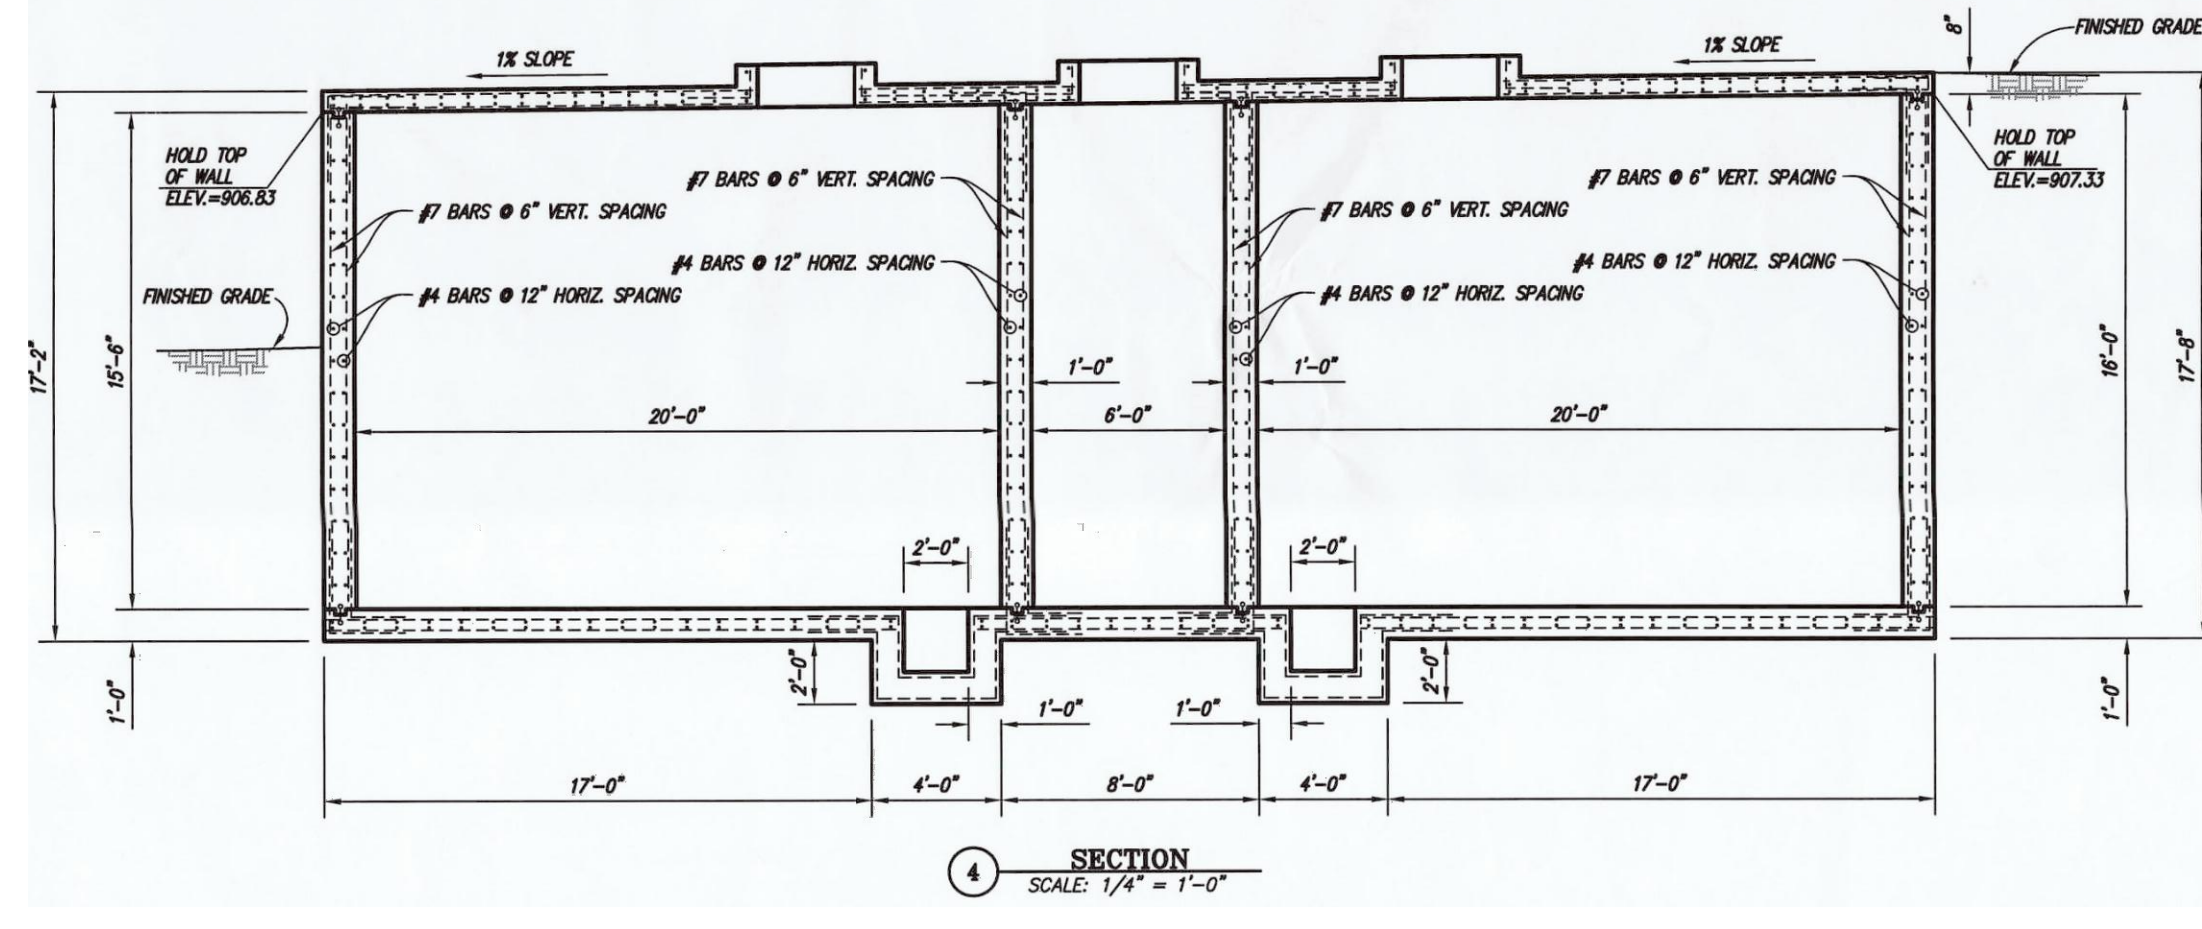 1% SLOPE
1% SLOPE
8"
FINISHED GRADE
HOLD TOP
OF WALL
ELEV.=906.83
HOLD TOP
OF WALL
ELEV.=907.33
#7 BARS @ 6" VERT. SPACING
#7 BARS @ 6" VERT. SPACING
#7 BARS @ 6" VERT. SPACING
#7 BARS @ 6" VERT. SPACING
#4 BARS @ 12" HORIZ. SPACING
#4 BARS @ 12" HORIZ. SPACING
FINISHED GRADE
#4 BARS @ 12" HORIZ. SPACING
#4 BARS @ 12" HORIZ. SPACING
17'-2"
15'-6"
16'-0"
17'-8"
1'-0"
1'-0"
20'-0"
6'-0"
20'-0"
2'-0"
2'-0"
2'-0"
2'-0"
1'-0"
1'-0"
1'-0"
1'-0"
17'-0"
4'-0"
8'-0"
4'-0"
17'-0"
4
SECTION
SCALE: 1/4" = 1'-0"